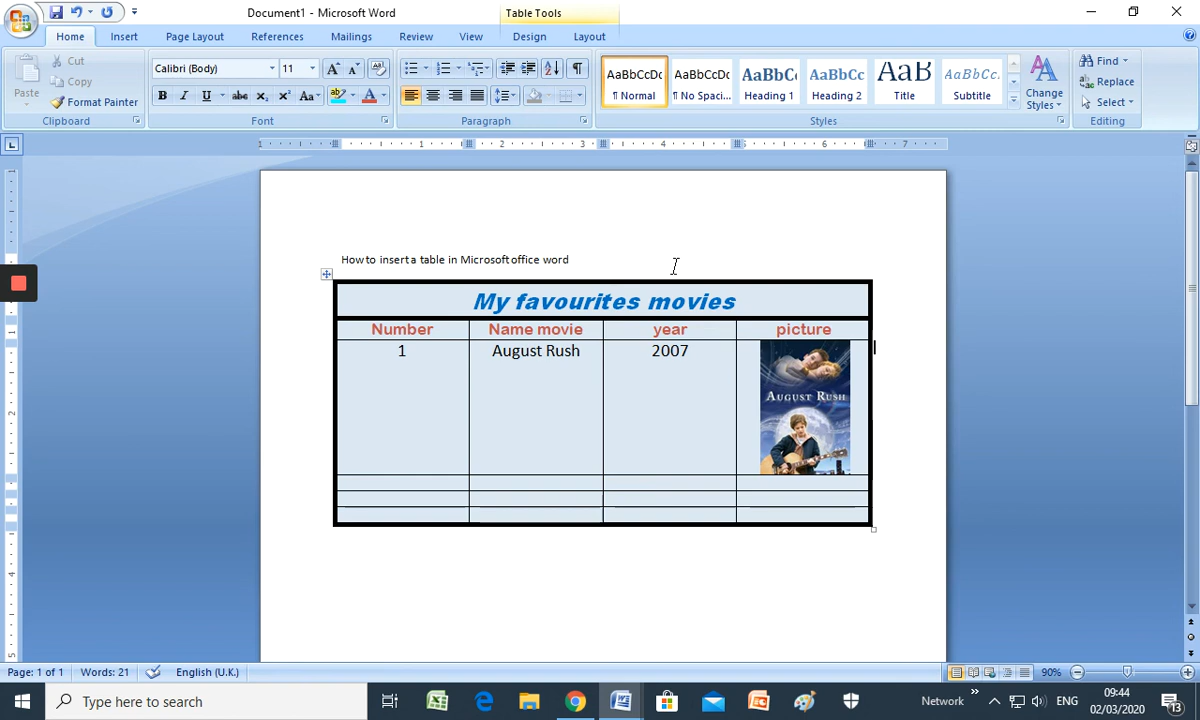 Document1 - Microsoft Word
Table Tools
Home Insert Page Layout References Mailings Review View Design Layout
Paste
Cut
Copy
Format Painter
Clipboard
Calibri (Body) 11
Font
Paragraph
AaBbCcDc AaBbCcDc AaBbCc AaBbCc AaB AaBbCc.
¶ Normal ¶ No Spaci... Heading 1 Heading 2 Title Subtitle
Change Styles
Styles
Find
Replace
Select
Editing
How to insert a table in Microsoft office word
My favourites movies
Number Name movie year picture
1 August Rush 2007
AUGUST RUSH
Page: 1 of 1 Words: 21 English (U.K.) 90%
Type here to search
Network ENG
09:44
02/03/2020
13